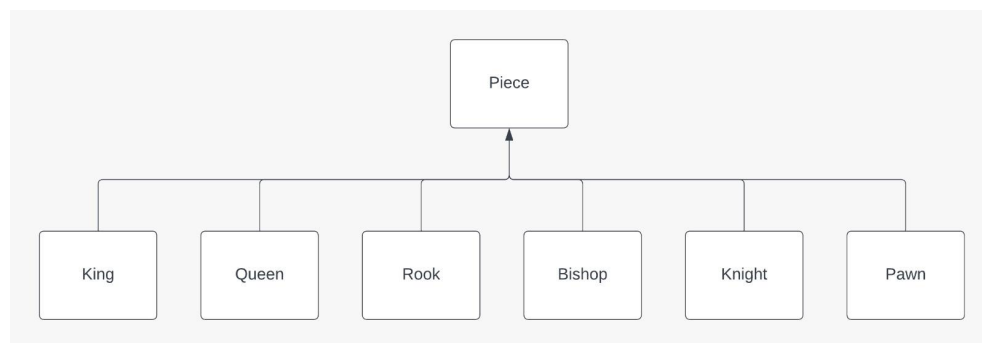 Piece
King
Queen
Rook
Bishop
Knight
Pawn